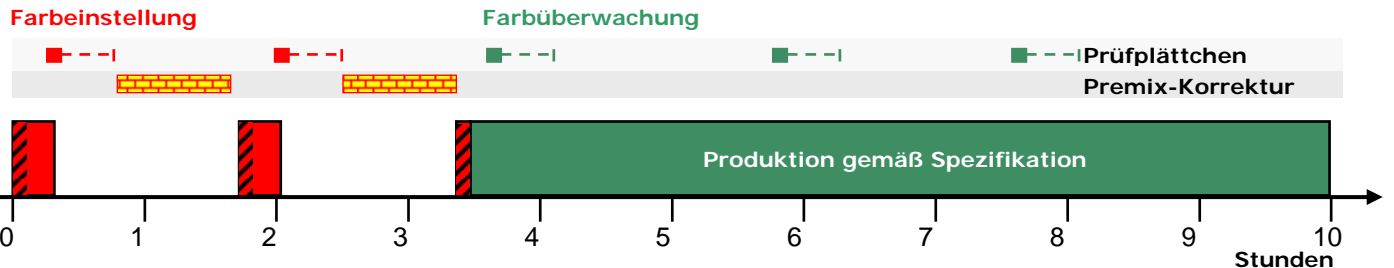 Farbeinstellung Farbüberwachung
Prüfplättchen
Premix-Korrektur
Produktion gemäß Spezifikation
0 1 2 3 4 5 6 7 8 9 10
Stunden